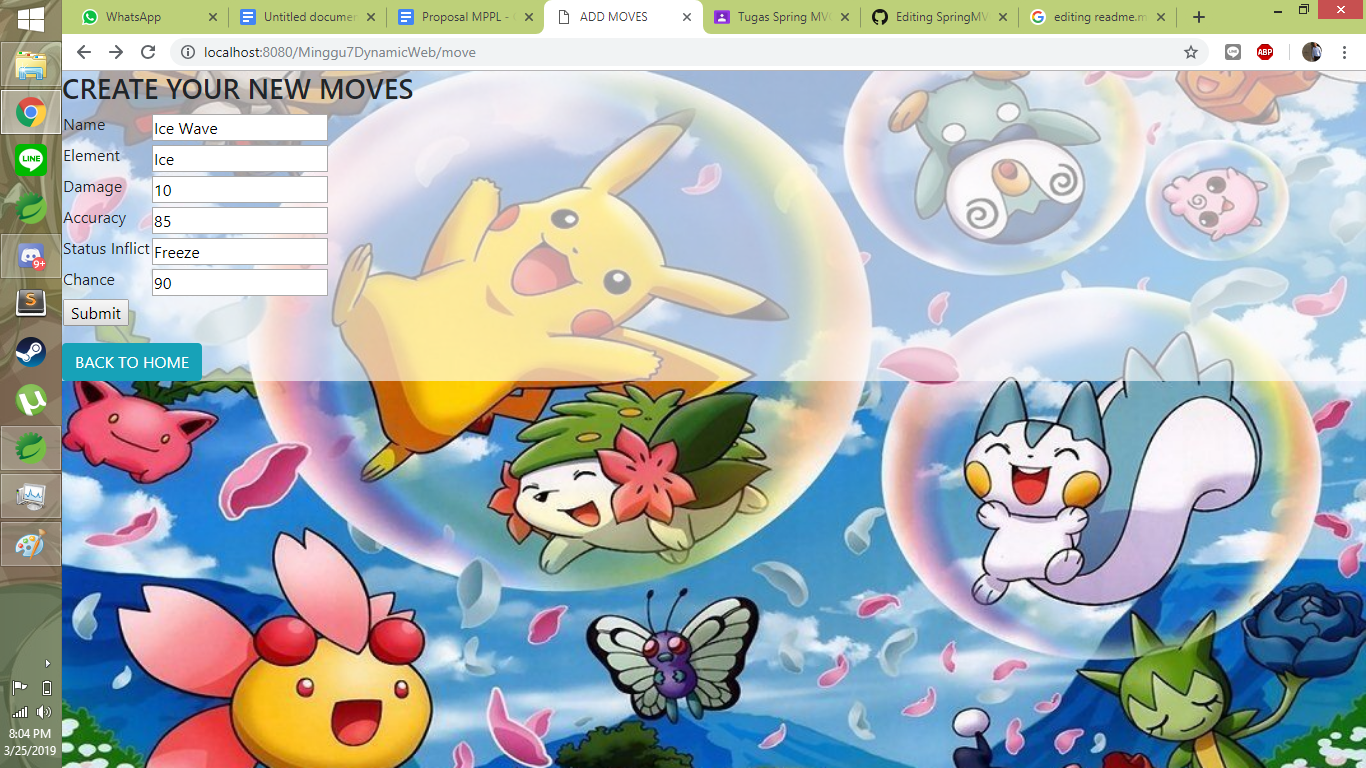 WhatsApp
Untitled documen
Proposal MPPL -
ADD MOVES
Tugas Spring MV
Editing SpringMV
editing readme.m
localhost:8080/Minggu7DynamicWeb/move
ABP
CREATE YOUR NEW MOVES
Name Ice Wave
Element Ice
Damage 10
Accuracy 85
Status Inflict Freeze
Chance 90
Submit
BACK TO HOME
LINE
9+
S
8:04 PM
3/25/2019